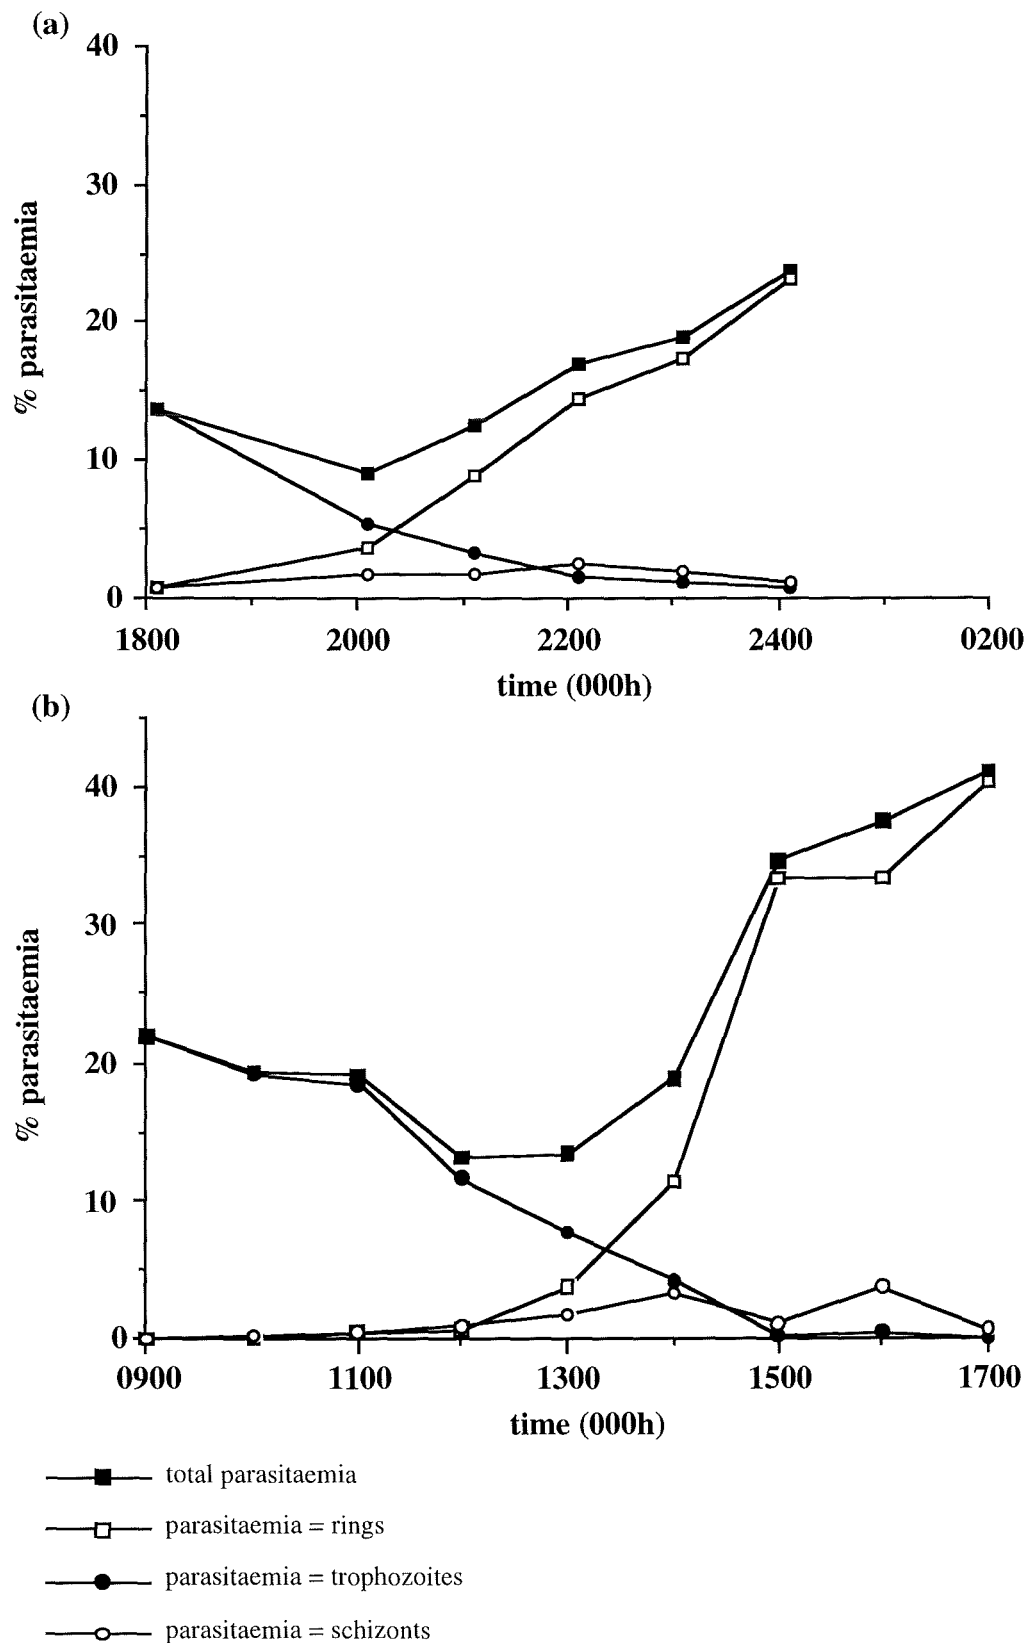 (a)
40
30
20
10
0
% parasitaemia
1800 2000 2200 2400 0200
time (000h)
(b)
40
30
20
10
0
% parasitaemia
0900 1100 1300 1500 1700
time (000h)
total parasitaemia
parasitaemia = rings
parasitaemia = trophozoites
parasitaemia = schizonts